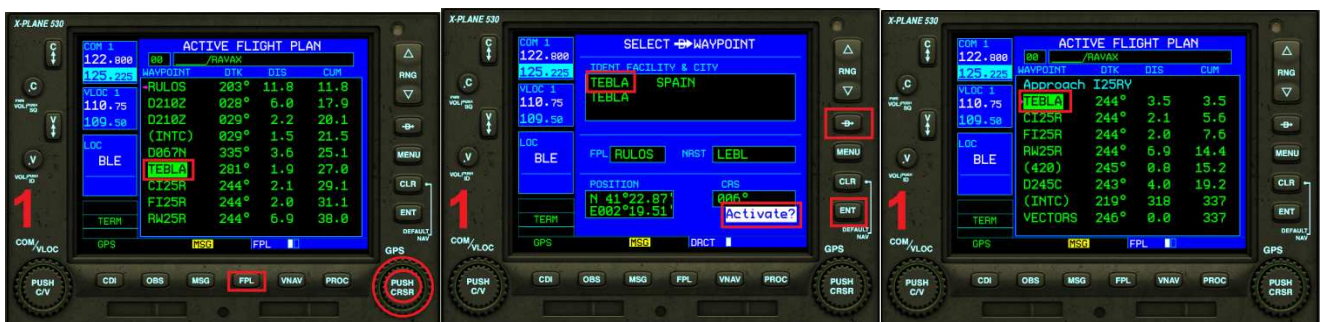 X-PLANE 530
C
COM 1
122.800
125.225
VLOC 1
110.75
109.50
LOC
BLE
TERM
GPS
ACTIVE FLIGHT PLAN
00 ____/RAVAX
WAYPOINT DTK DIS CUM
RULOS 203° 11.8 11.8
D210Z 028° 6.0 17.9
D210Z 029° 2.2 20.1
(INTC) 029° 1.5 21.5
D067N 335° 3.6 25.1
TEBLA 281° 1.9 27.0
CI25R 244° 2.1 29.1
FI25R 244° 2.0 31.1
RW25R 244° 6.9 38.0
MSG FPL
RNG
D
MENU
CLR
ENT
DEFAULT NAV
GPS
C
V
V
1
COM/VLOC
PUSH C/V
CDI OBS MSG FPL VNAV PROC
PUSH CRSR
X-PLANE 530
C
COM 1
122.800
125.225
VLOC 1
110.75
109.50
LOC
BLE
TERM
GPS
SELECT D WAYPOINT
IDENT FACILITY & CITY
TEBLA SPAIN
TEBLA
FPL RULOS NRST LEBL
POSITION CRS
N 41°22.87' 006°
E002°19.51'
Activate?
MSG DRCT
RNG
D
MENU
CLR
ENT
DEFAULT NAV
GPS
C
V
V
1
COM/VLOC
PUSH C/V
CDI OBS MSG FPL VNAV PROC
PUSH CRSR
X-PLANE 530
C
COM 1
122.800
125.225
VLOC 1
110.75
109.50
LOC
BLE
TERM
GPS
ACTIVE FLIGHT PLAN
00 ____/RAVAX
WAYPOINT DTK DIS CUM
Approach I25RY
TEBLA 244° 3.5 3.5
CI25R 244° 2.1 5.6
FI25R 244° 2.0 7.6
RW25R 244° 6.9 14.4
(420) 245° 0.8 15.2
D245C 243° 4.0 19.2
(INTC) 219° 318 337
VECTORS 246° 0.0 337
MSG FPL
RNG
D
MENU
CLR
ENT
DEFAULT NAV
GPS
C
V
V
1
COM/VLOC
PUSH C/V
CDI OBS MSG FPL VNAV PROC
PUSH CRSR